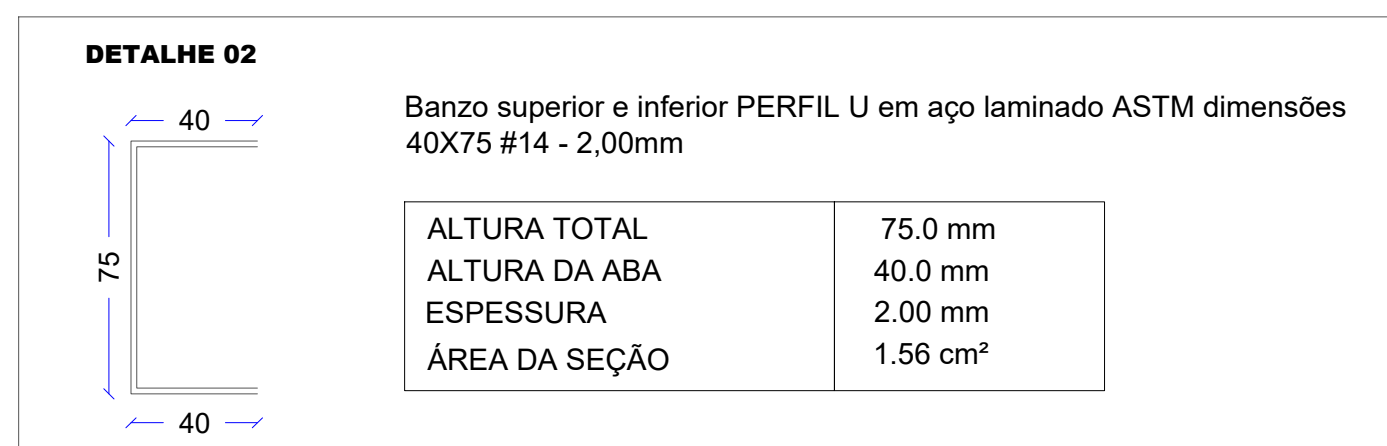 DETALHE 02
40
75
40
Banzo superior e inferior PERFIL U em aço laminado ASTM dimensões
40X75 #14 - 2,00mm
ALTURA TOTAL 75.0 mm
ALTURA DA ABA 40.0 mm
ESPESSURA 2.00 mm
ÁREA DA SEÇÃO 1.56 cm²